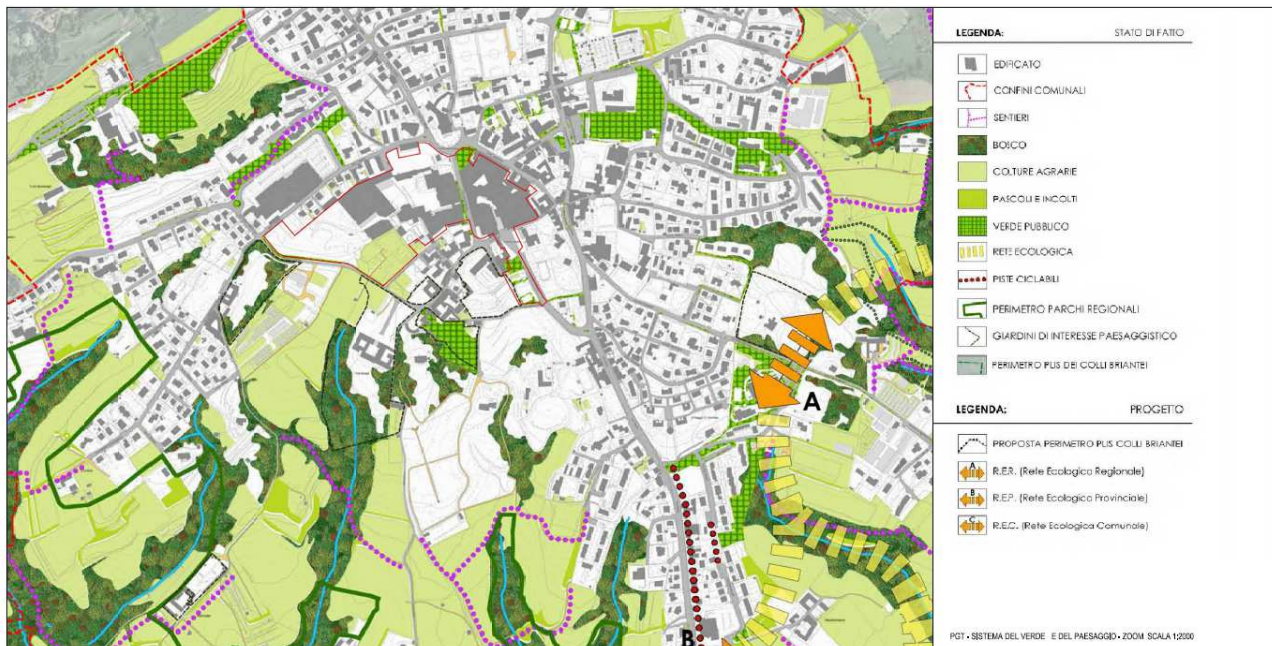 LEGENDA: STATO DI FATTO
EDIFICATO
CONFINI COMUNALI
SENTIERI
BOSCO
COLTURE AGRARIE
PASCOLI E INCOLTI
VERDE PUBBLICO
RETE ECOLOGICA
PISTE CICLABILI
PERIMETRO PARCHI REGIONALI
GIARDINI DI INTERESSE PAESAGGISTICO
PERIMETRO PLIS DEI COLLI BRIANTEI
LEGENDA: PROGETTO
PROPOSTA PERIMETRO PLIS COLLI BRIANTEI
A R.E.R. (Rete Ecologica Regionale)
B R.E.P. (Rete Ecologica Provinciale)
C R.E.C. (Rete Ecologica Comunale)
PGT • SISTEMA DEL VERDE E DEL PAESAGGIO • ZOOM SCALA 1:2000
A
B